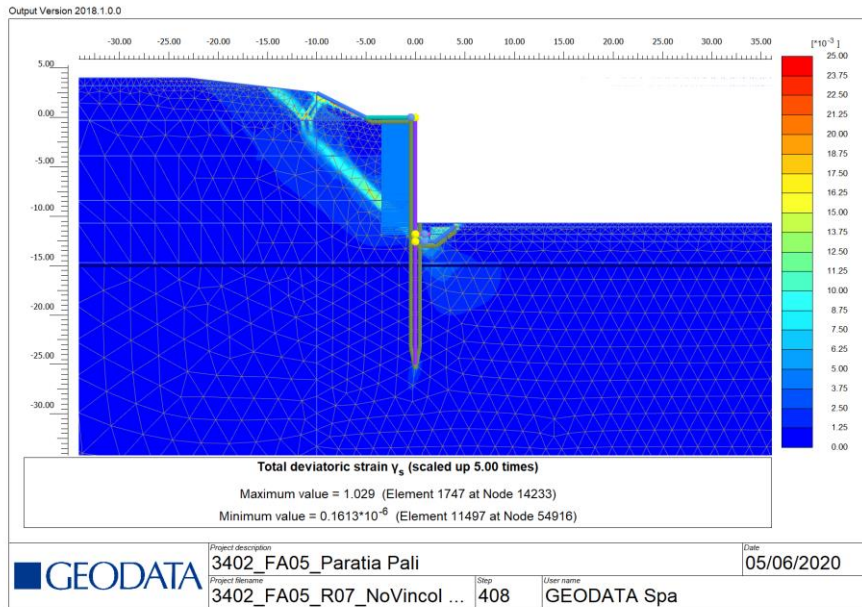 Output Version 2018.1.0.0
[*10-3]
-30.00 -25.00 -20.00 -15.00 -10.00 -5.00 0.00 5.00 10.00 15.00 20.00 25.00 30.00 35.00
5.00
0.00
-5.00
-10.00
-15.00
-20.00
-25.00
-30.00
25.00
23.75
22.50
21.25
20.00
18.75
17.50
16.25
15.00
13.75
12.50
11.25
10.00
8.75
7.50
6.25
5.00
3.75
2.50
1.25
0.00
Total deviatoric strain γs (scaled up 5.00 times)
Maximum value = 1.029 (Element 1747 at Node 14233)
Minimum value = 0.1613*10-6 (Element 11497 at Node 54916)
GEODATA
Project description
3402_FA05_Paratia Pali
Date
05/06/2020
Project filename
3402_FA05_R07_NoVincol ...
Step
408
User name
GEODATA Spa